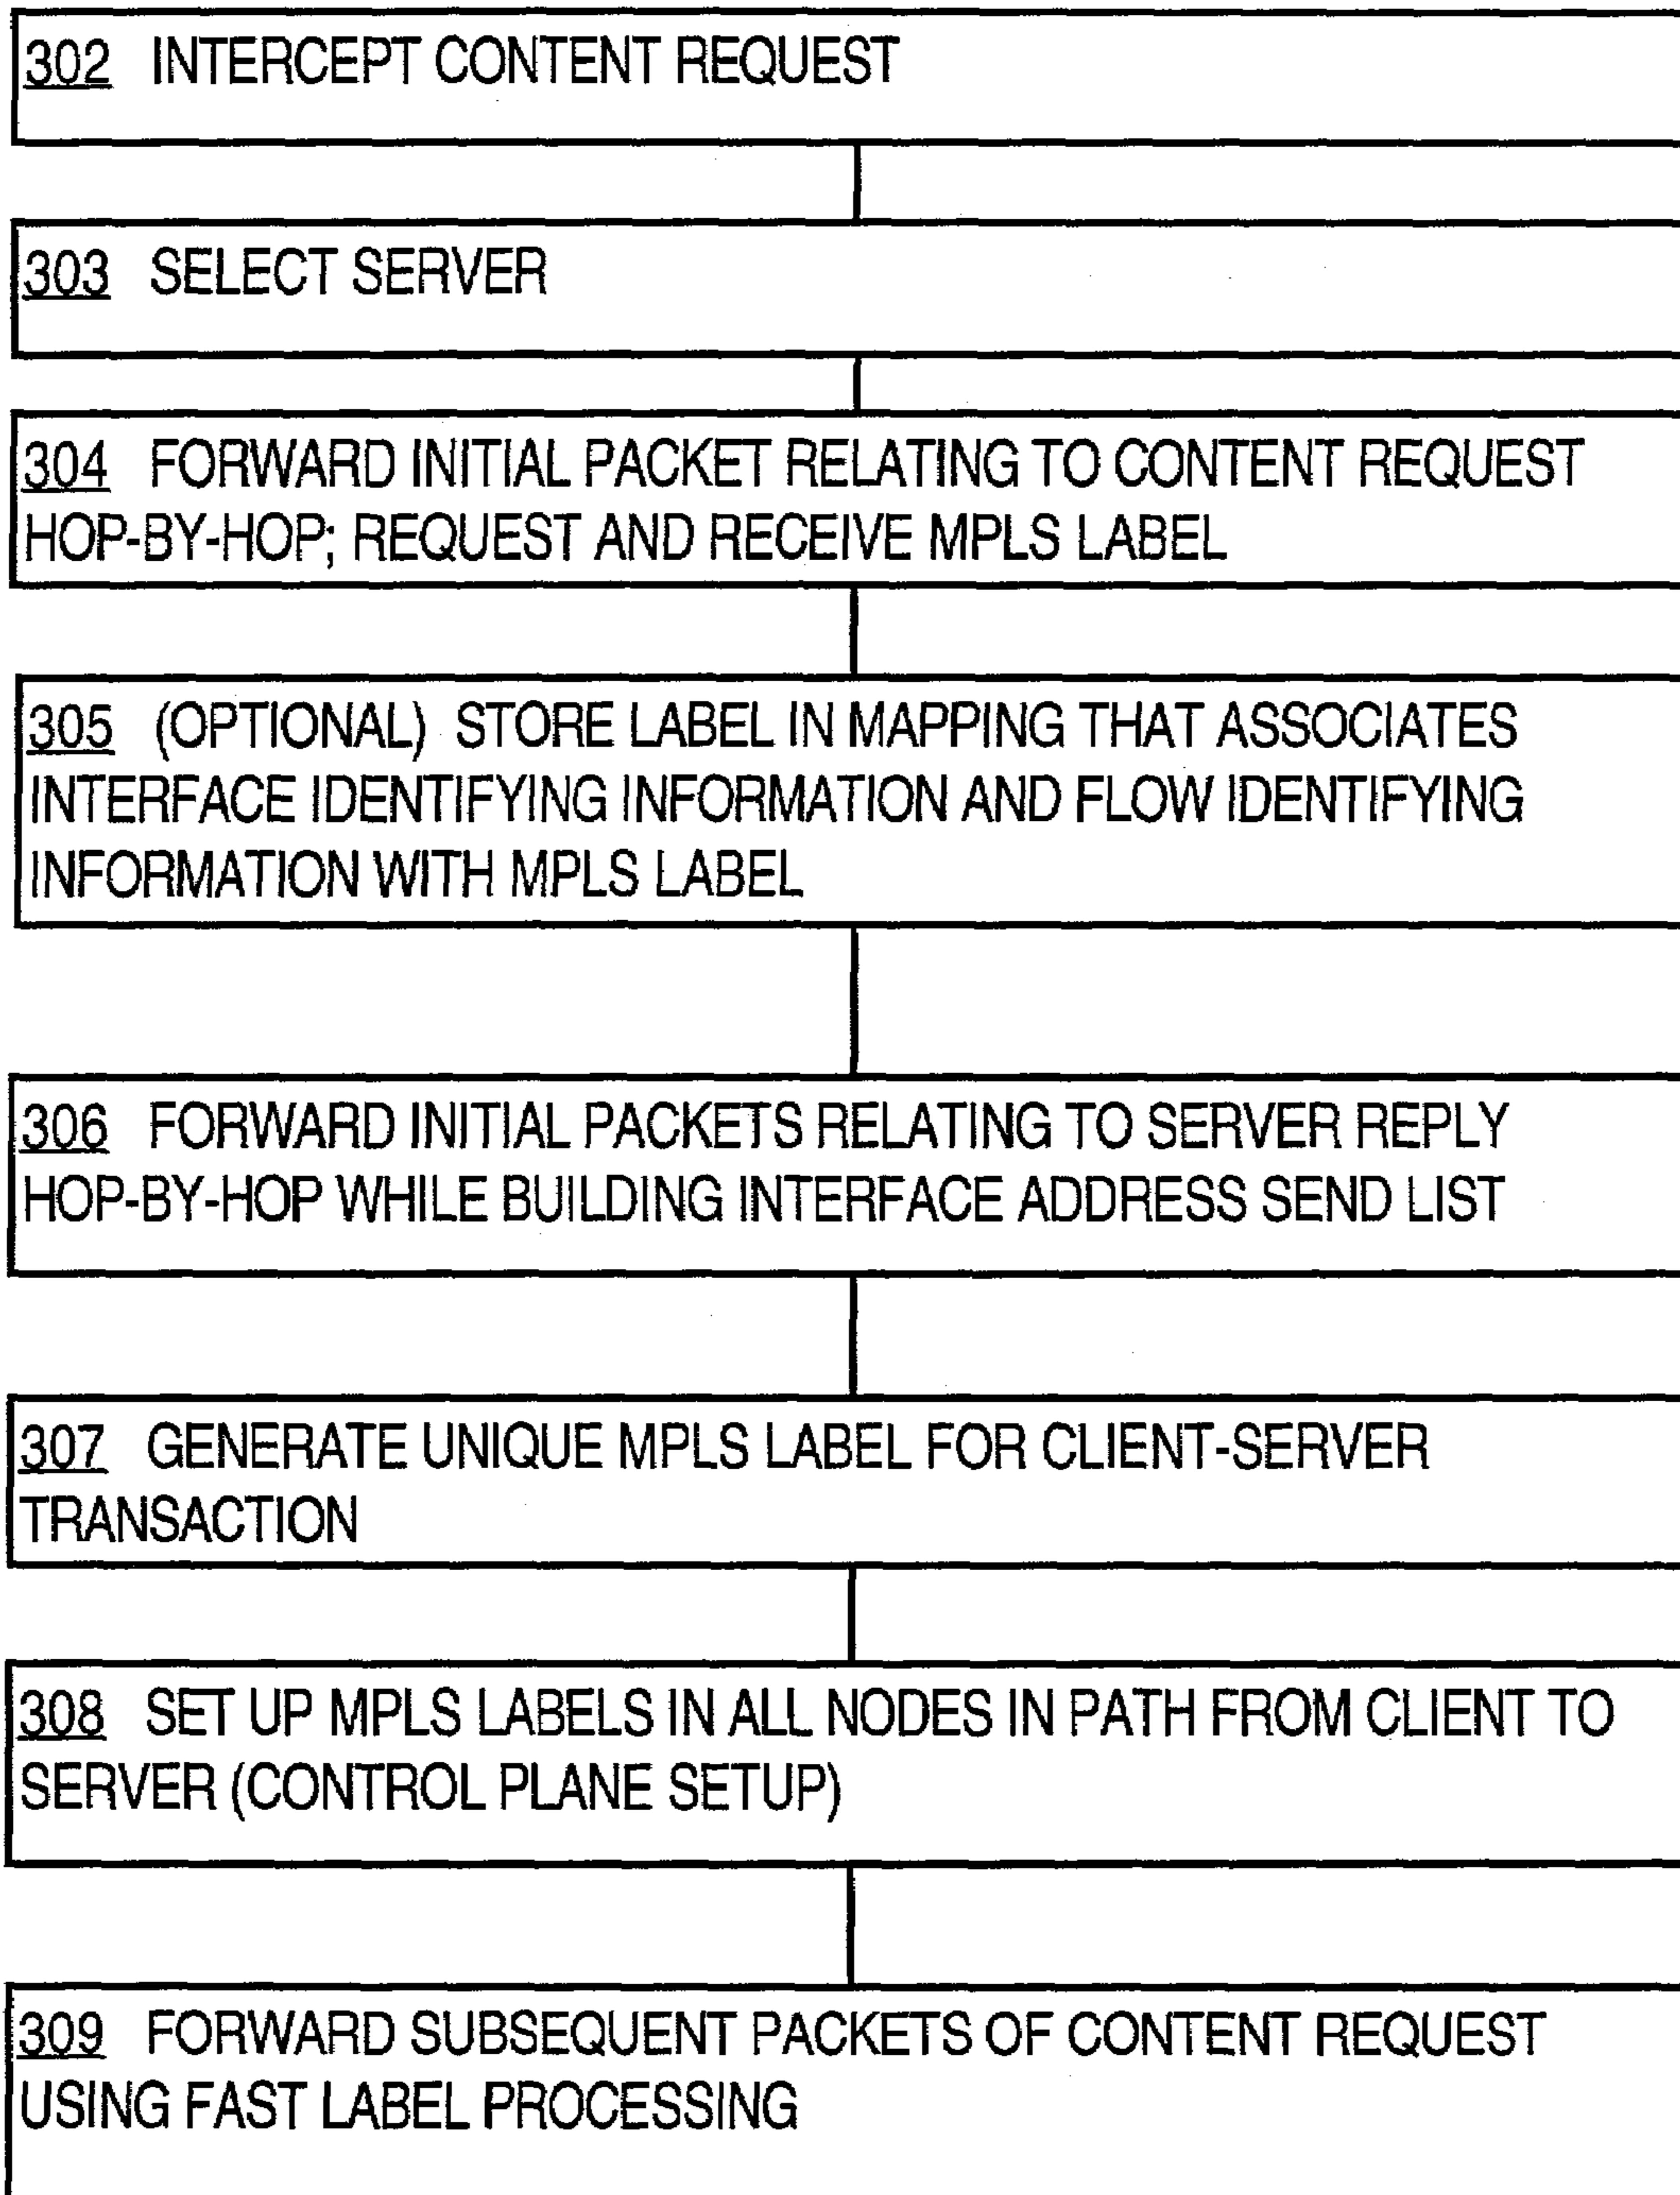 302 INTERCEPT CONTENT REQUEST
303 SELECT SERVER
304 FORWARD INITIAL PACKET RELATING TO CONTENT REQUEST
HOP-BY-HOP; REQUEST AND RECEIVE MPLS LABEL
305 (OPTIONAL) STORE LABEL IN MAPPING THAT ASSOCIATES
INTERFACE IDENTIFYING INFORMATION AND FLOW IDENTIFYING
INFORMATION WITH MPLS LABEL
306 FORWARD INITIAL PACKETS RELATING TO SERVER REPLY
HOP-BY-HOP WHILE BUILDING INTERFACE ADDRESS SEND LIST
307 GENERATE UNIQUE MPLS LABEL FOR CLIENT-SERVER
TRANSACTION
308 SET UP MPLS LABELS IN ALL NODES IN PATH FROM CLIENT TO
SERVER (CONTROL PLANE SETUP)
309 FORWARD SUBSEQUENT PACKETS OF CONTENT REQUEST
USING FAST LABEL PROCESSING